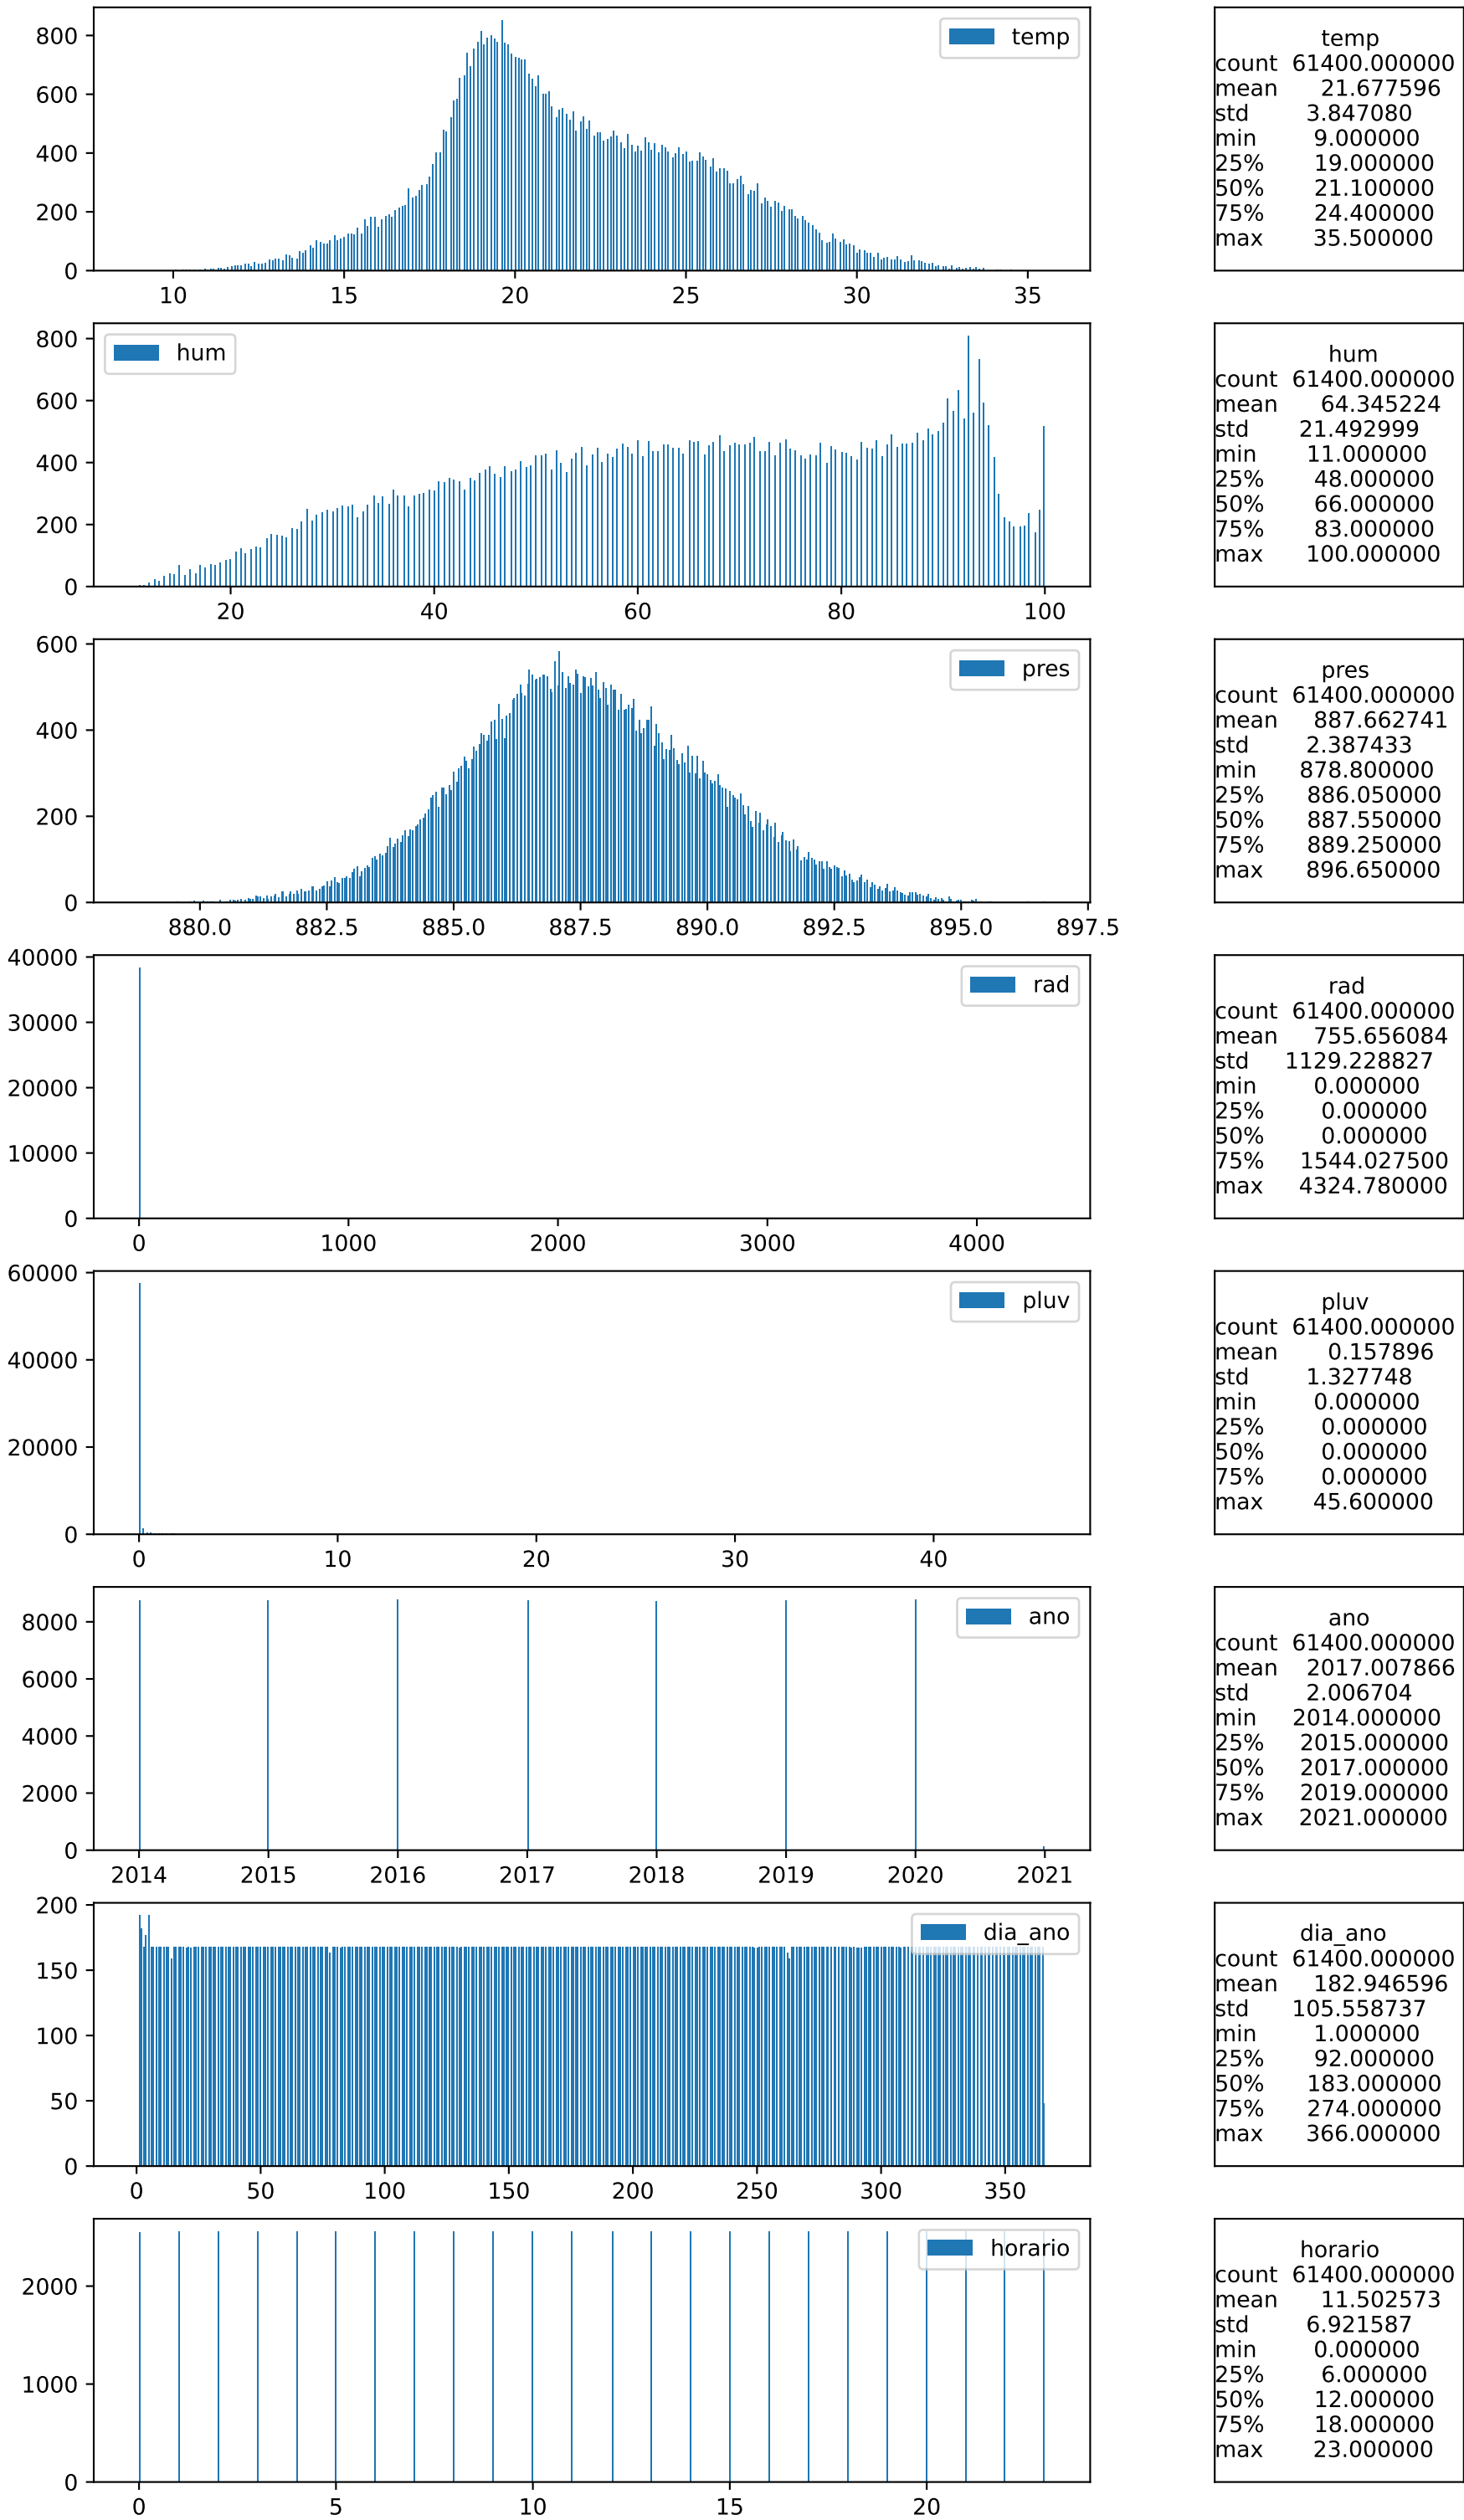 800
600
400
200
0
10 15 20 25 30 35
temp
temp
count 61400.000000
mean 21.677596
std 3.847080
min 9.000000
25% 19.000000
50% 21.100000
75% 24.400000
max 35.500000
800
600
400
200
0
20 40 60 80 100
hum
hum
count 61400.000000
mean 64.345224
std 21.492999
min 11.000000
25% 48.000000
50% 66.000000
75% 83.000000
max 100.000000
600
400
200
0
880.0 882.5 885.0 887.5 890.0 892.5 895.0 897.5
pres
pres
count 61400.000000
mean 887.662741
std 2.387433
min 878.800000
25% 886.050000
50% 887.550000
75% 889.250000
max 896.650000
40000
30000
20000
10000
0
0 1000 2000 3000 4000
rad
rad
count 61400.000000
mean 755.656084
std 1129.228827
min 0.000000
25% 0.000000
50% 0.000000
75% 1544.027500
max 4324.780000
60000
40000
20000
0
0 10 20 30 40
pluv
pluv
count 61400.000000
mean 0.157896
std 1.327748
min 0.000000
25% 0.000000
50% 0.000000
75% 0.000000
max 45.600000
8000
6000
4000
2000
0
2014 2015 2016 2017 2018 2019 2020 2021
ano
ano
count 61400.000000
mean 2017.007866
std 2.006704
min 2014.000000
25% 2015.000000
50% 2017.000000
75% 2019.000000
max 2021.000000
200
150
100
50
0
0 50 100 150 200 250 300 350
dia_ano
dia_ano
count 61400.000000
mean 182.946596
std 105.558737
min 1.000000
25% 92.000000
50% 183.000000
75% 274.000000
max 366.000000
2000
1000
0
0 5 10 15 20
horario
horario
count 61400.000000
mean 11.502573
std 6.921587
min 0.000000
25% 6.000000
50% 12.000000
75% 18.000000
max 23.000000